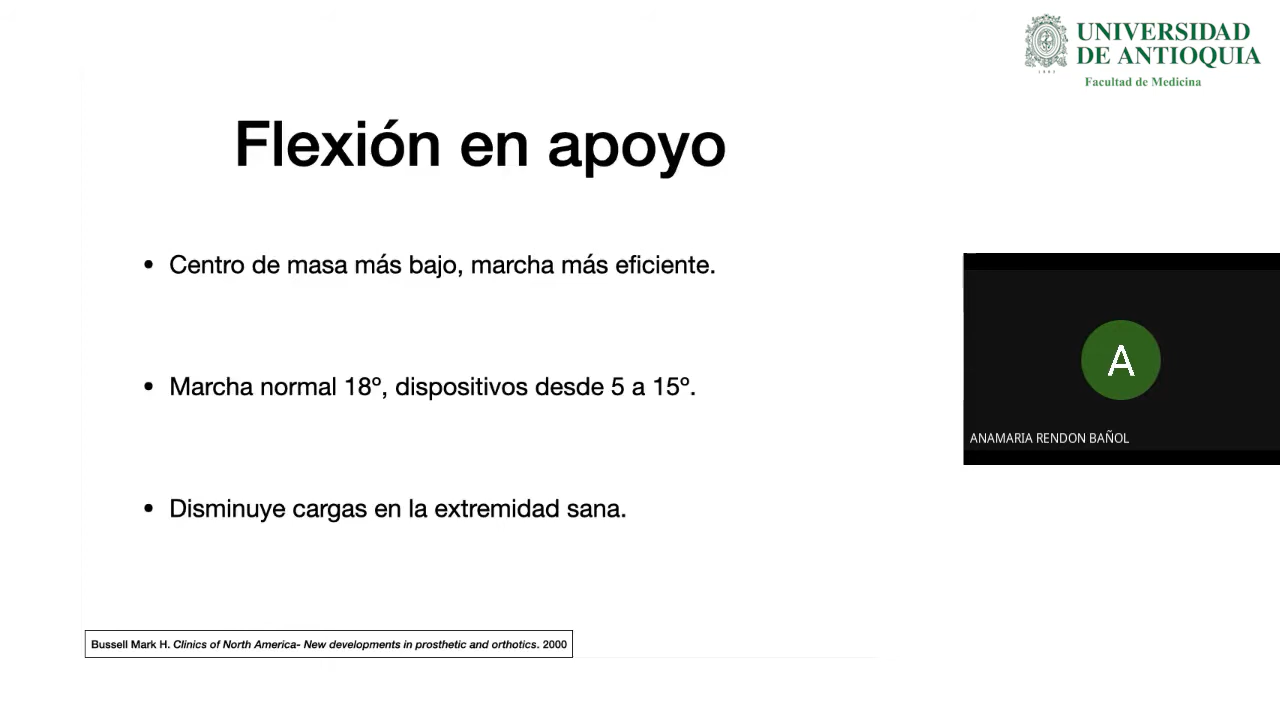 UNIVERSIDAD
DE ANTIOQUIA
1803
Facultad de Medicina
Flexión en apoyo
• Centro de masa más bajo, marcha más eficiente.
• Marcha normal 18º, dispositivos desde 5 a 15º.
• Disminuye cargas en la extremidad sana.
A
ANAMARIA RENDON BAÑOL
Bussell Mark H. Clinics of North America- New developments in prosthetic and orthotics. 2000